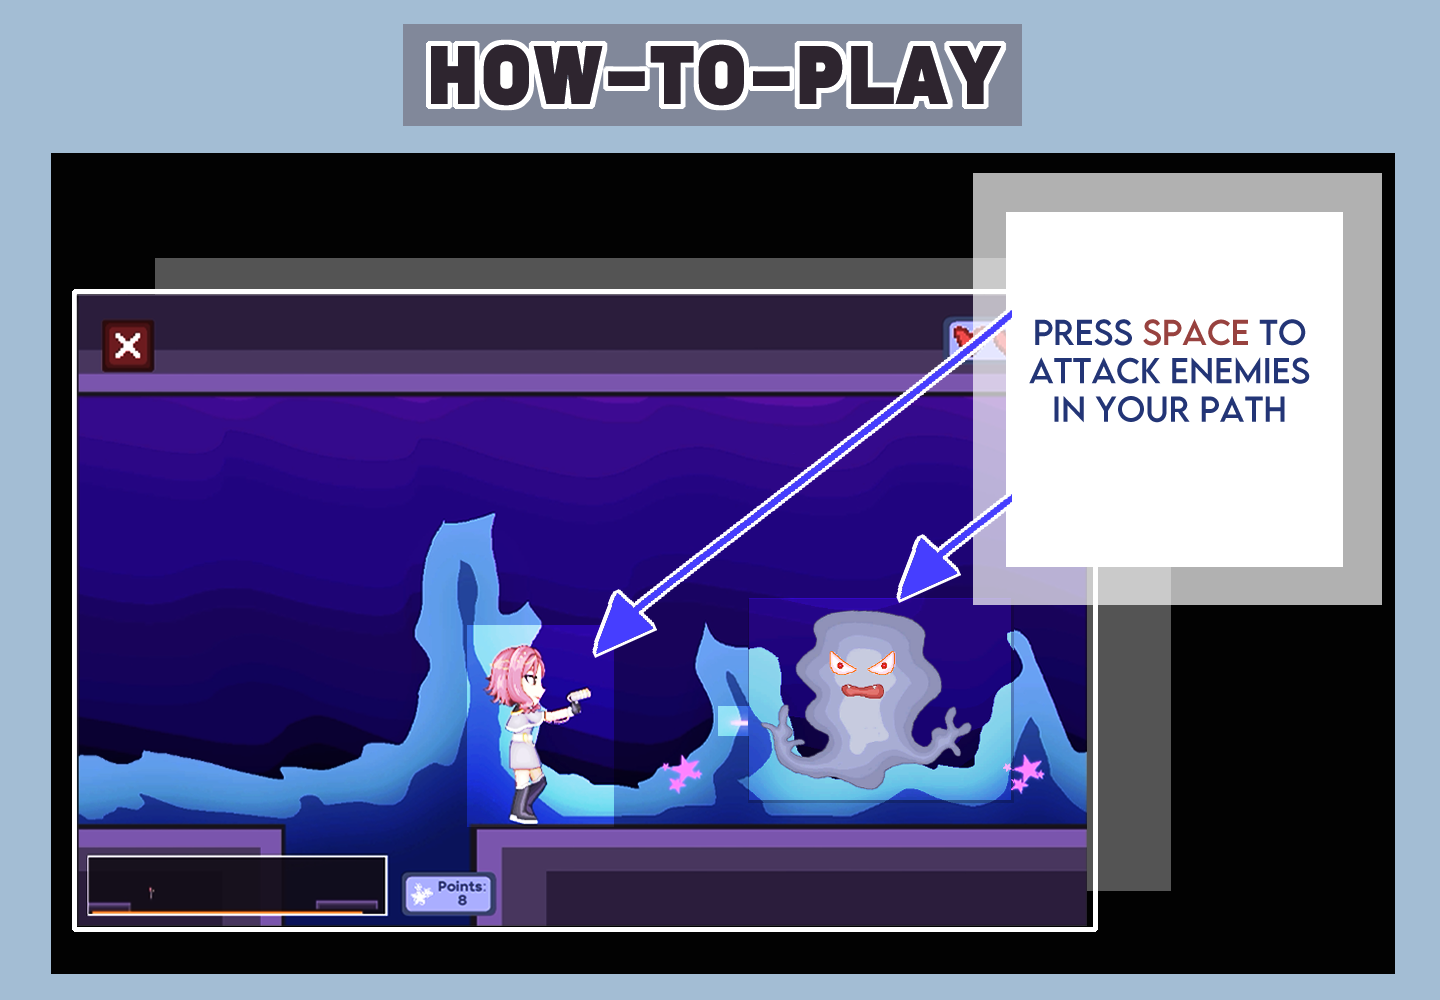 HOW-TO-PLAY
PRESS SPACE TO
ATTACK ENEMIES
IN YOUR PATH
Points:
8